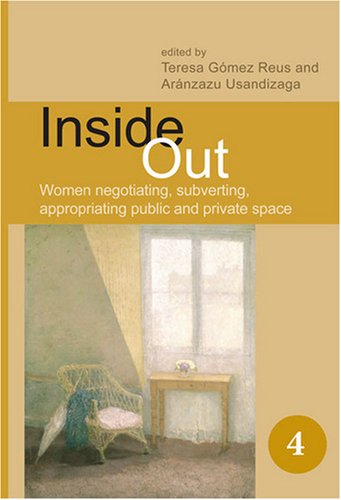 edited by
Teresa Gómez Reus and
Aránzazu Usandizaga
Inside
Out
Women negotiating, subverting,
appropriating public and private space
4